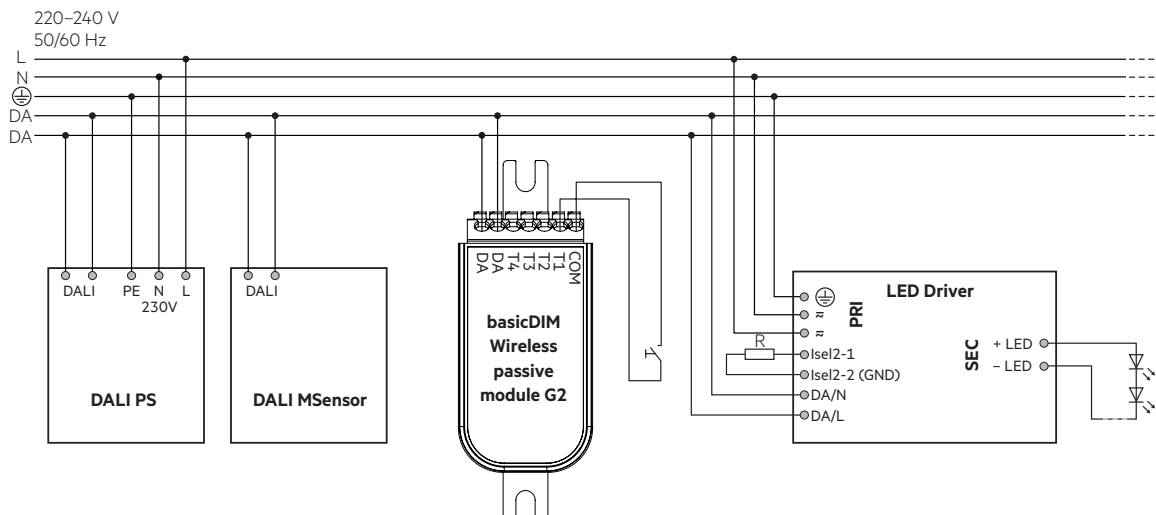 220–240 V
50/60 Hz
L
N
DA
DA
DA
DA
T4
T3
T2
T1
COM
DALI
PE
N
L
230V
DALI PS
DALI
DALI MSensor
basicDIM
Wireless
passive
module G2
LED Driver
PRI
R
Isel2-1
Isel2-2 (GND)
DA/N
DA/L
SEC
+ LED
– LED